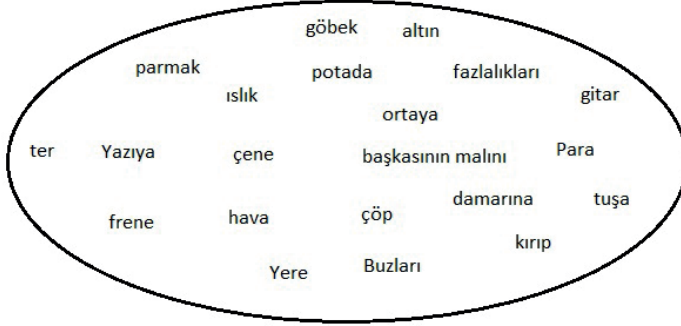 göbek altın
parmak potada fazlalıkları
ıslık gitar
ortaya
ter Yazıya çene başkasının malını Para
damarına tuşa
frene hava çöp
kırıp
Yere Buzları